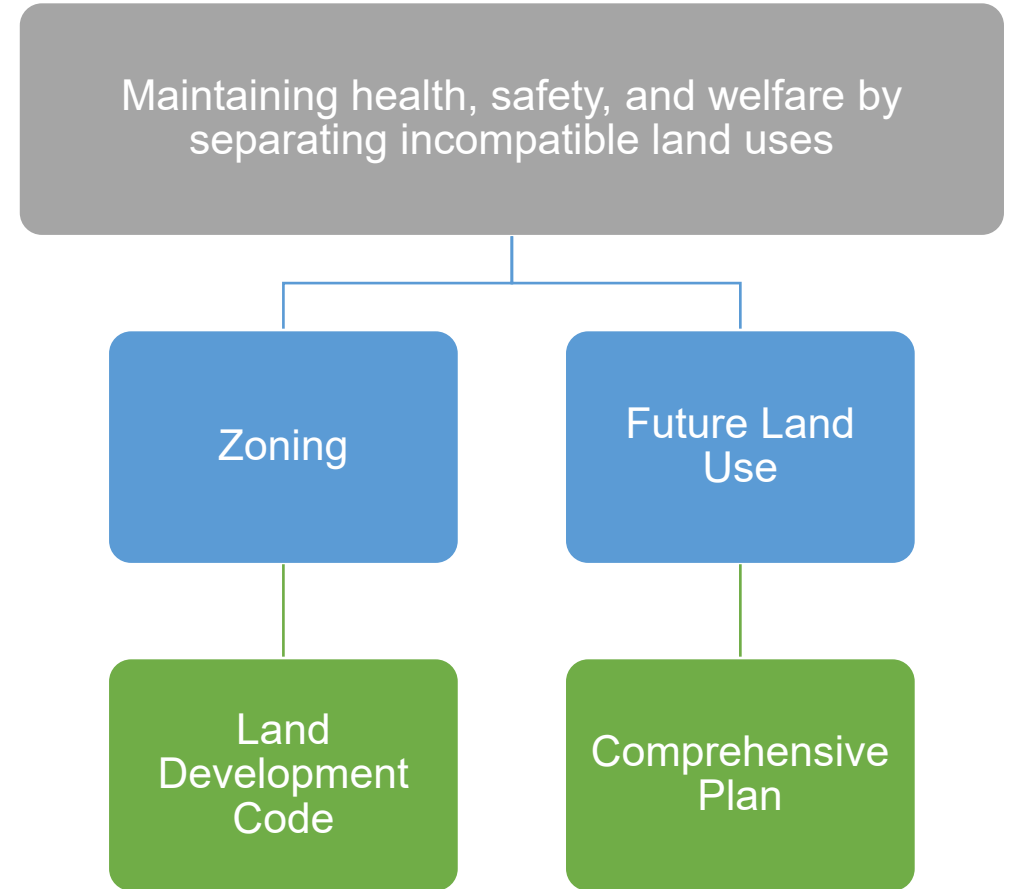 Maintaining health, safety, and welfare by
separating incompatible land uses
Zoning
Future Land
Use
Land
Development
Code
Comprehensive
Plan